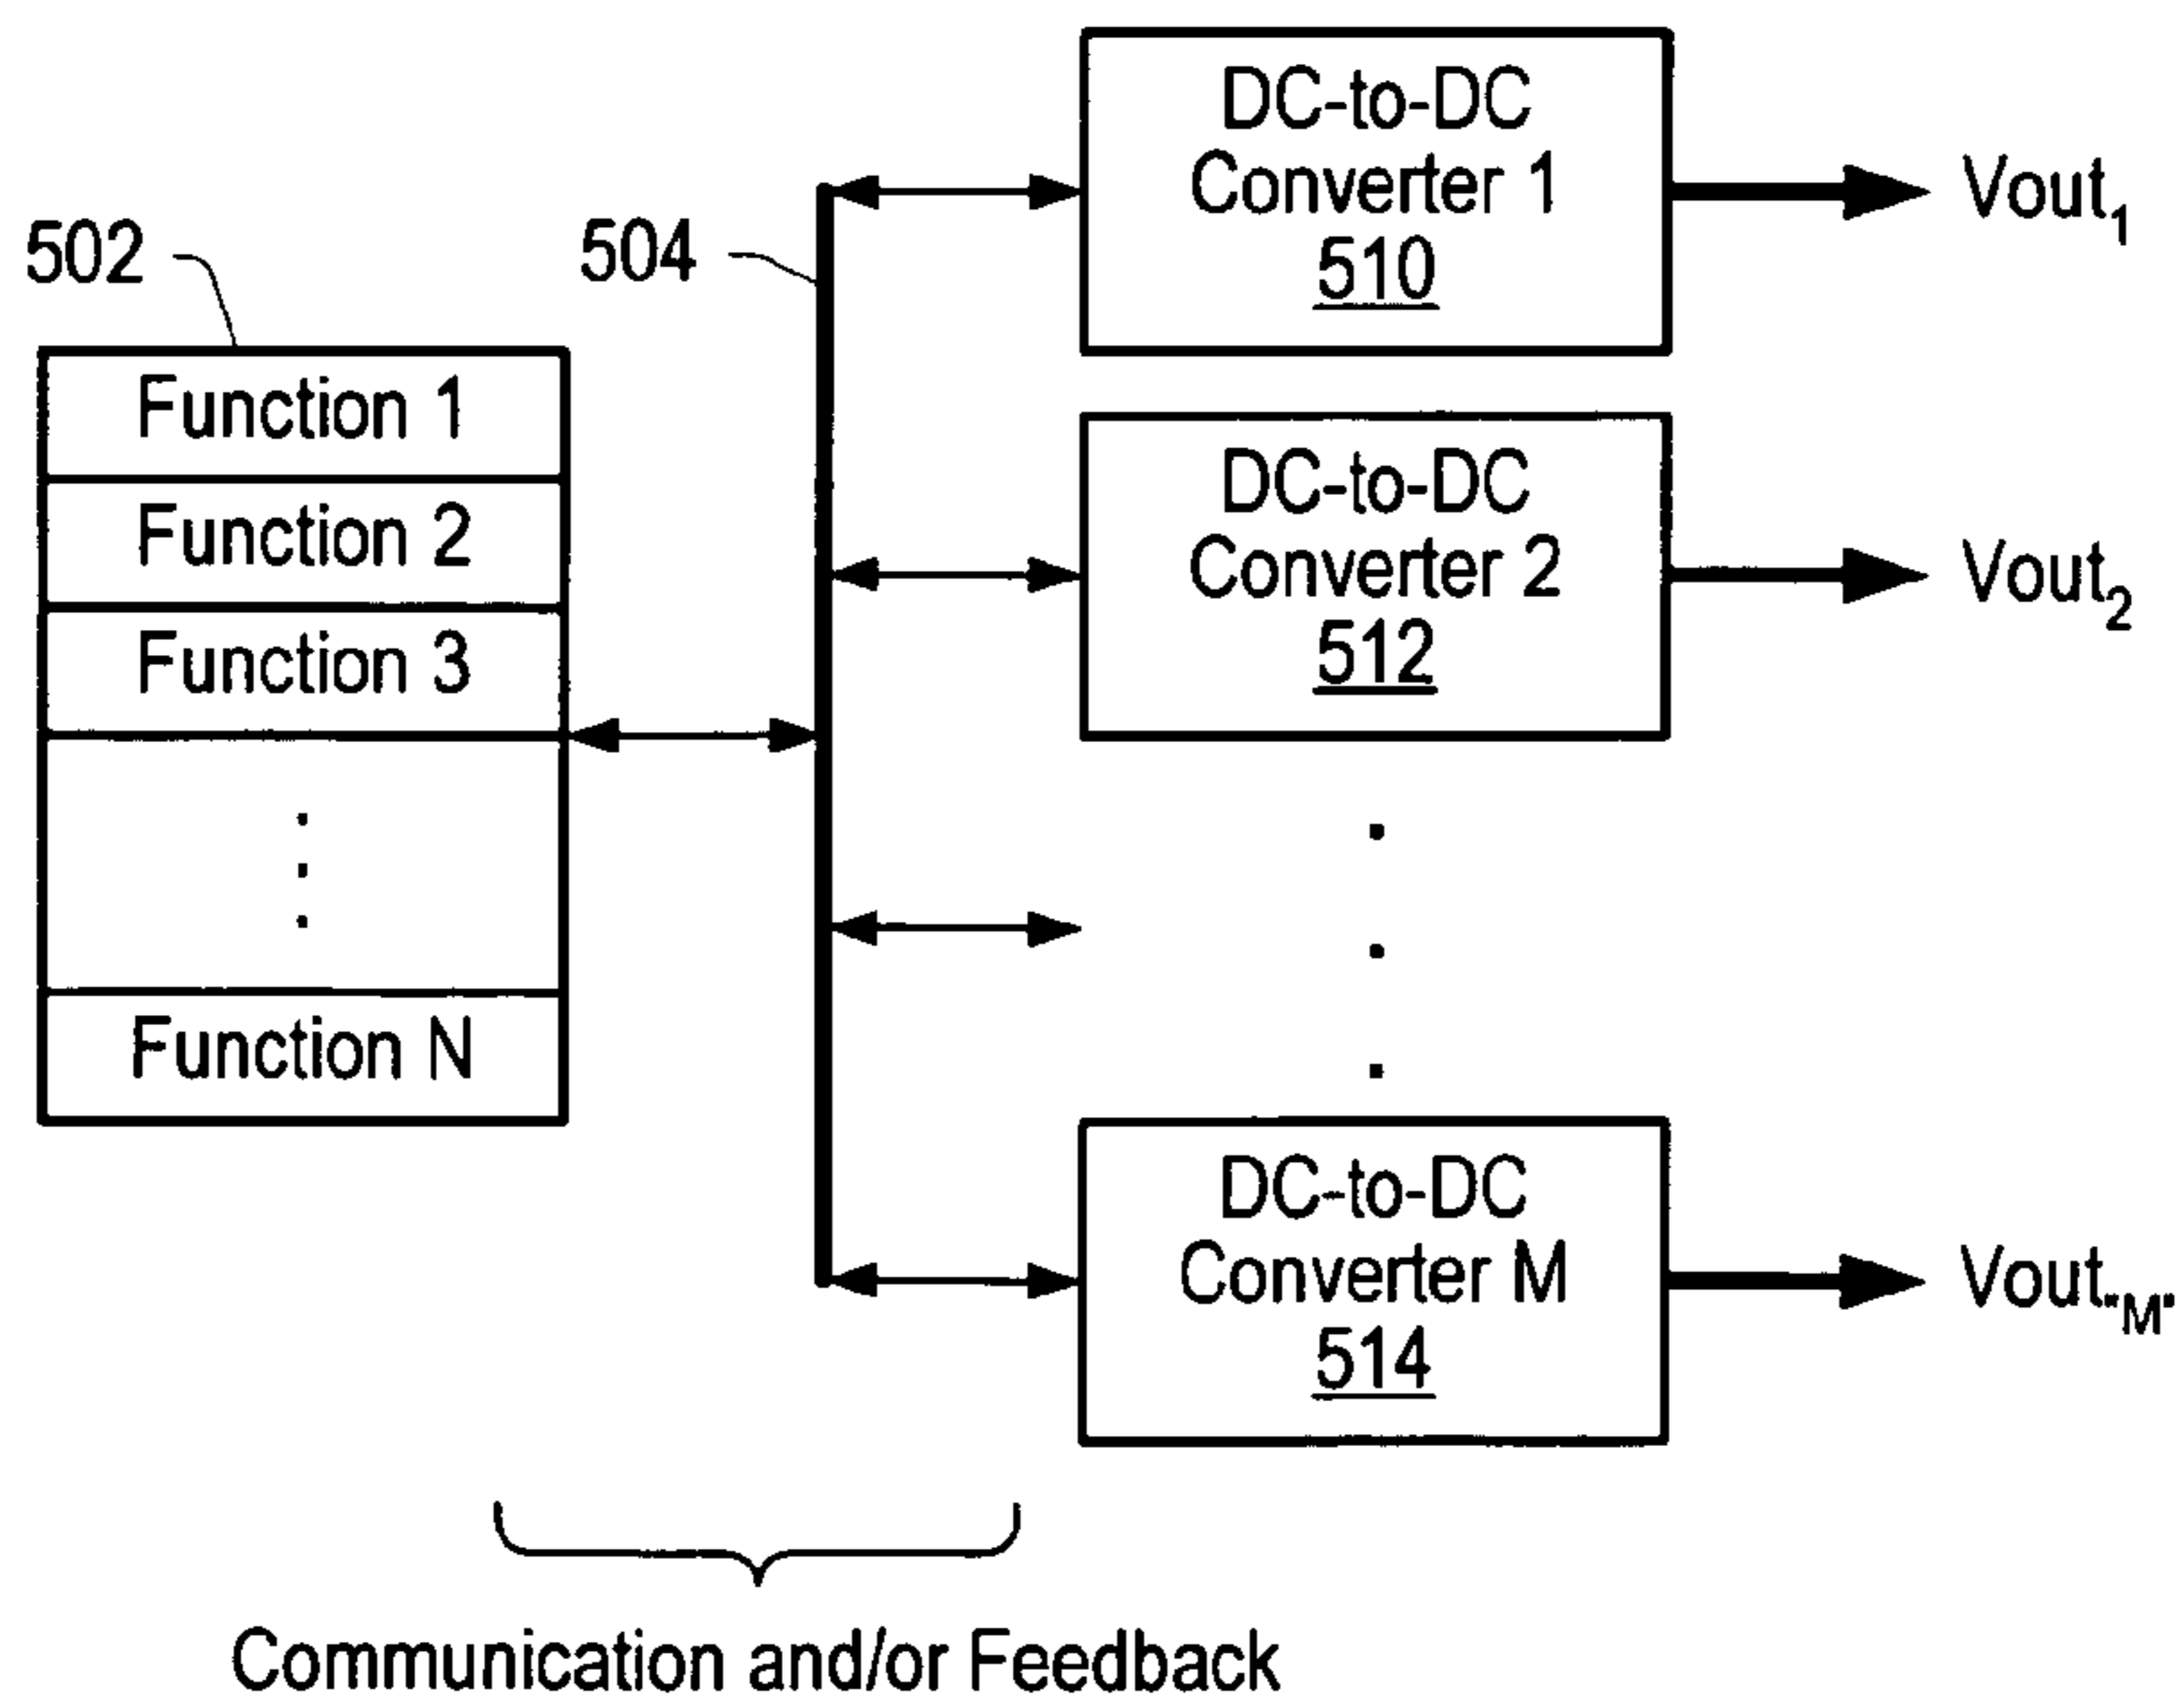 502
Function 1
Function 2
Function 3
Function N
504
DC-to-DC
Converter 1
510
Vout1
DC-to-DC
Converter 2
512
Vout2
DC-to-DC
Converter M
514
Vout"M"
Communication and/or Feedback